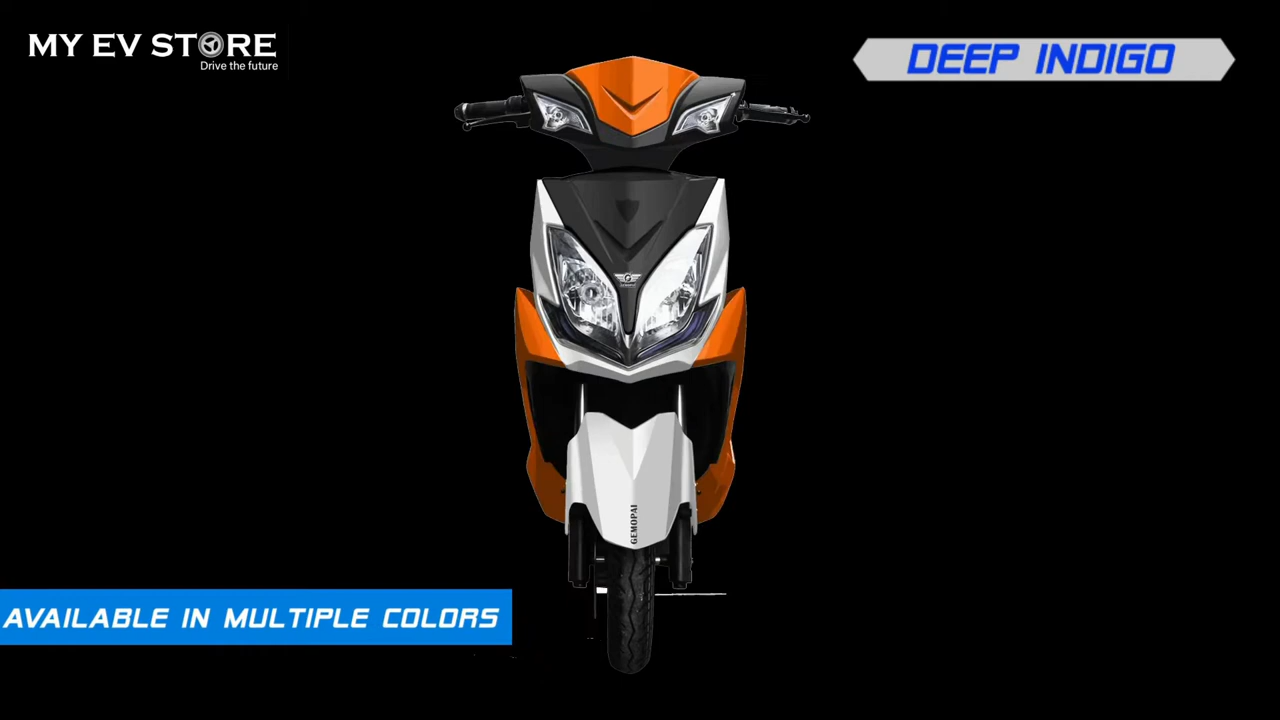 MY EV STORE
Drive the future
DEEP INDIGO
GEMOPAI
AVAILABLE IN MULTIPLE COLORS